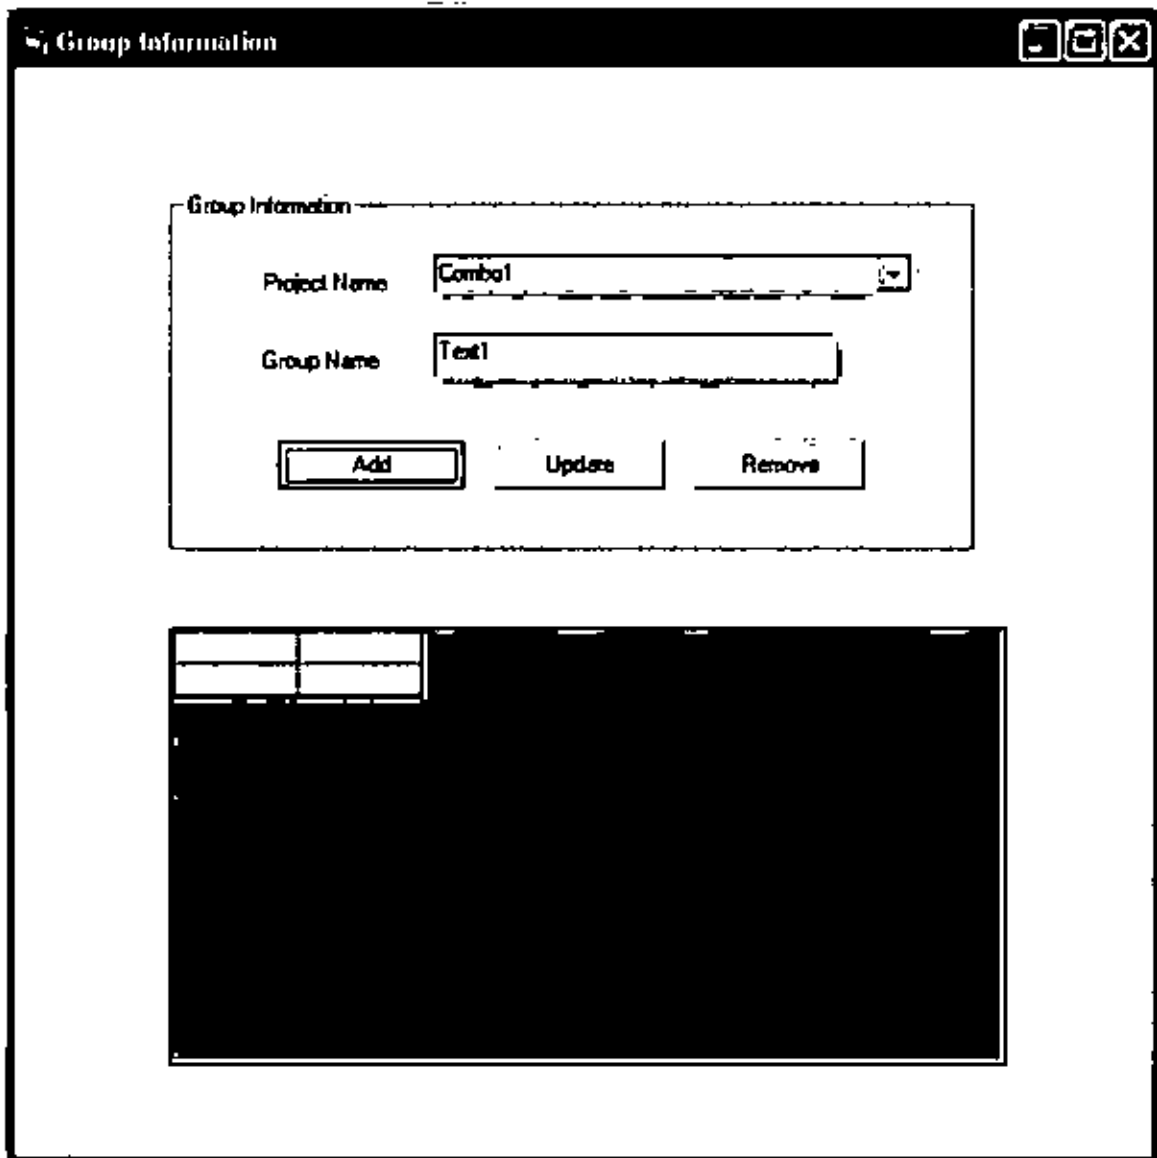 Group Information
Group Information
Project Name
Combo1
Group Name
Text1
Add
Update
Remove